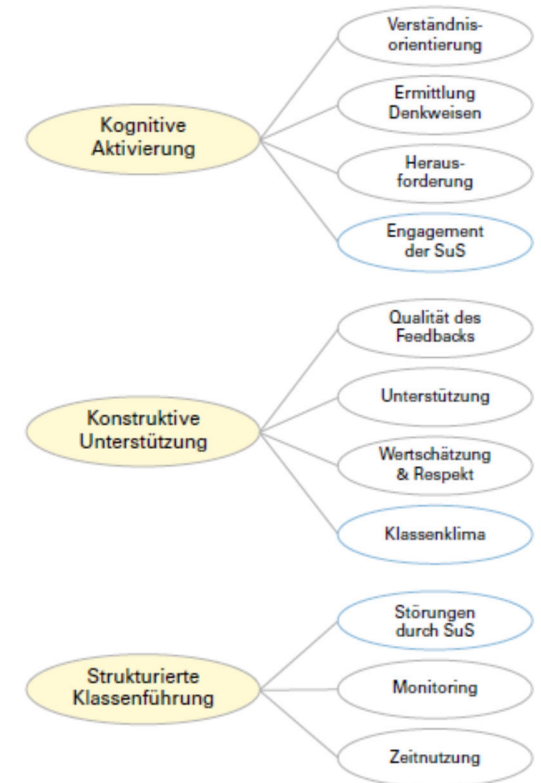 Kognitive
Aktivierung
Verständnis-
orientierung
Ermittlung
Denkweisen
Heraus-
forderung
Engagement
der SuS
Konstruktive
Unterstützung
Qualität des
Feedbacks
Unterstützung
Wertschätzung
& Respekt
Klassenklima
Strukturierte
Klassenführung
Störungen
durch SuS
Monitoring
Zeitnutzung